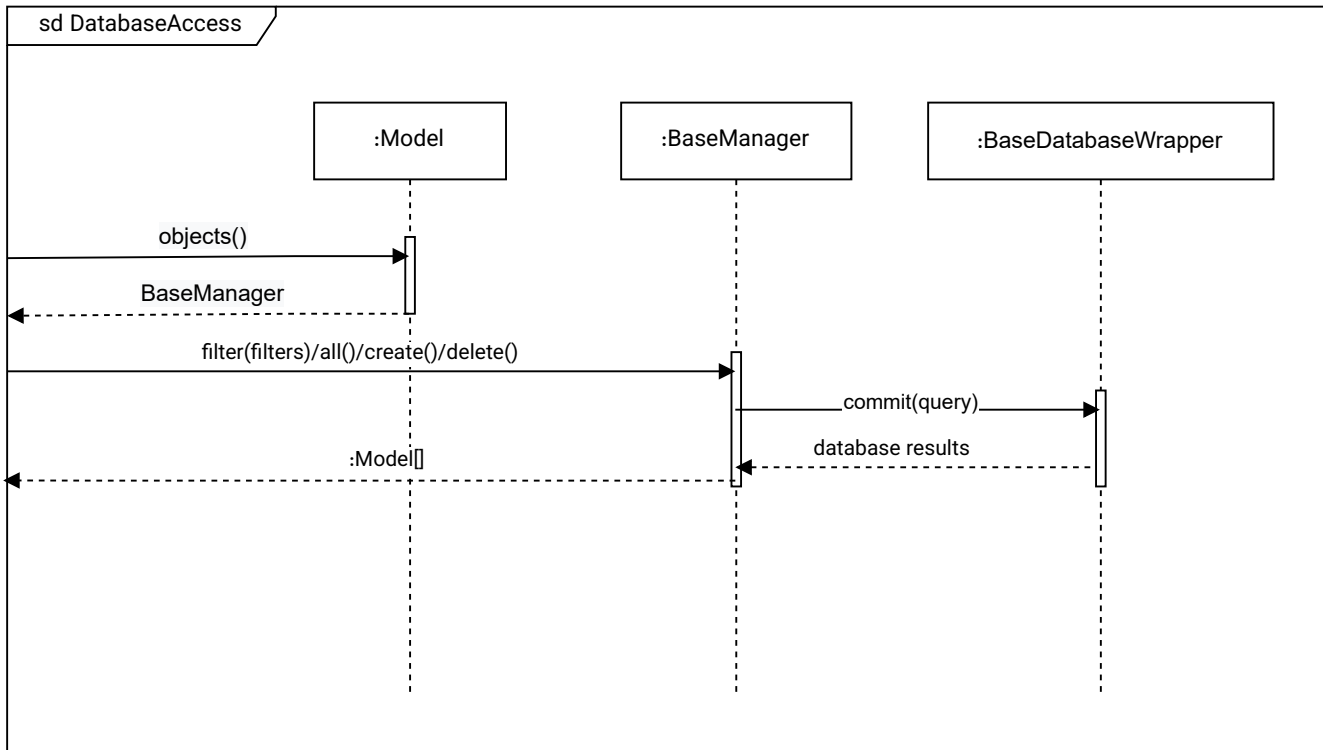 sd DatabaseAccess
:Model
:BaseManager
:BaseDatabaseWrapper
objects()
BaseManager
filter(filters)/all()/create()/delete()
commit(query)
database results
:Model[]